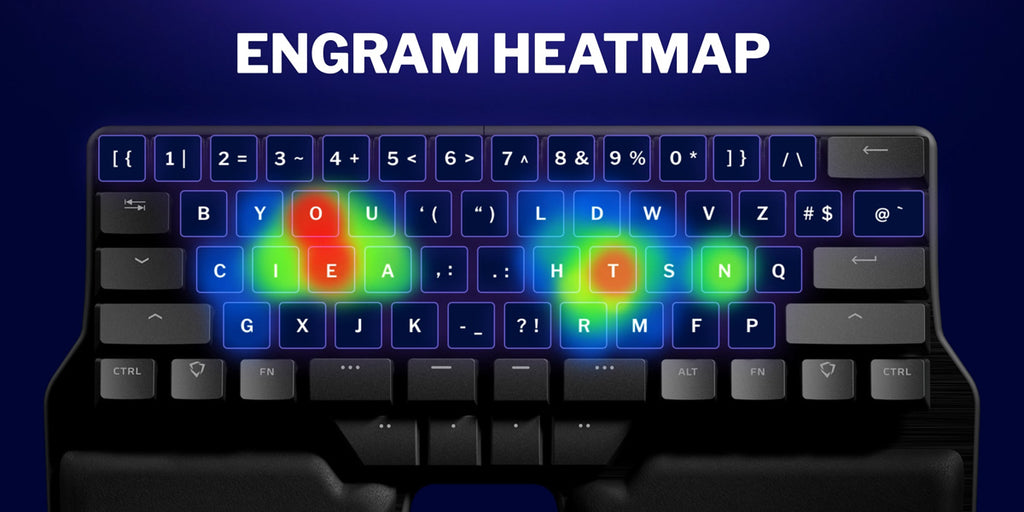 ENGRAM HEATMAP
[ { 1 | 2 = 3 ~ 4 + 5 < 6 > 7 ^ 8 & 9 % 0 * ] } / \
B Y O U ‘ ( “ ) L D W V Z # $ @ `
C I E A , : . : H T S N Q
G X J K - _ ? ! R M F P
CTRL FN ALT FN CTRL